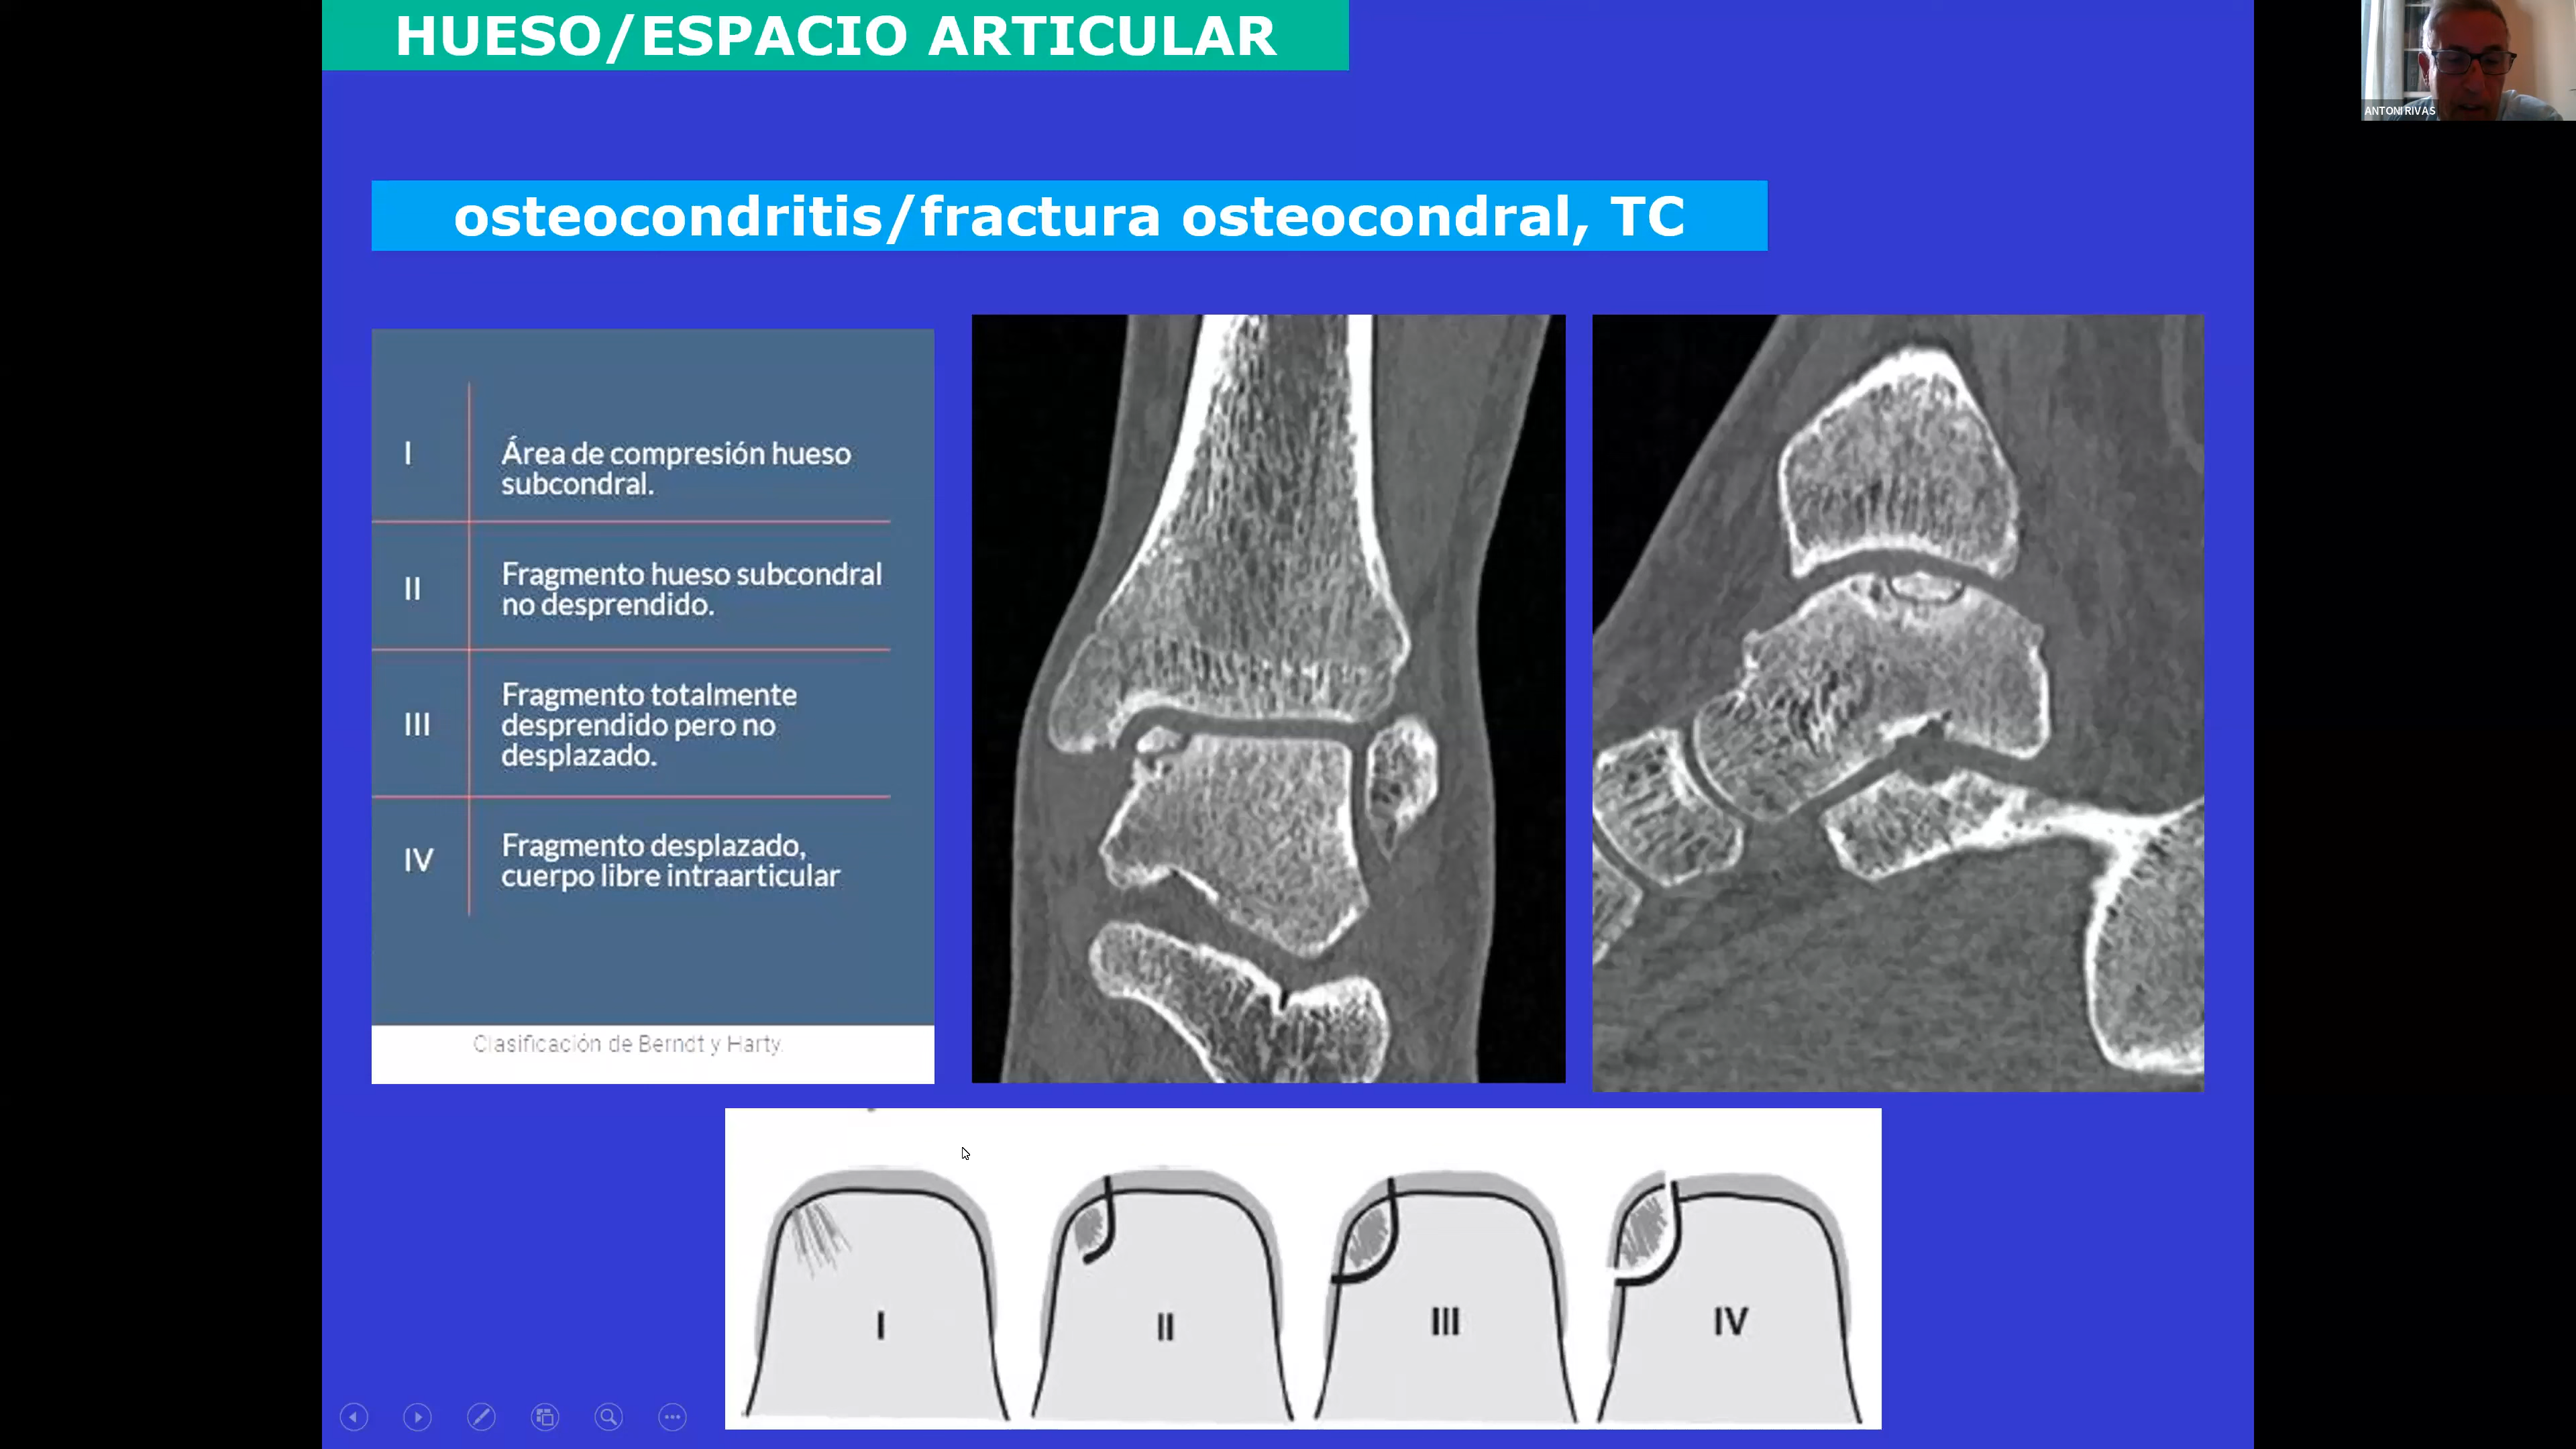 HUESO/ESPACIO ARTICULAR
ANTONI RIVAS
osteocondritis/fractura osteocondral, TC
I
Área de compresión hueso
subcondral.
II
Fragmento hueso subcondral
no desprendido.
III
Fragmento totalmente
desprendido pero no
desplazado.
IV
Fragmento desplazado,
cuerpo libre intraarticular
Clasificación de Berndt y Harty.
I
II
III
IV